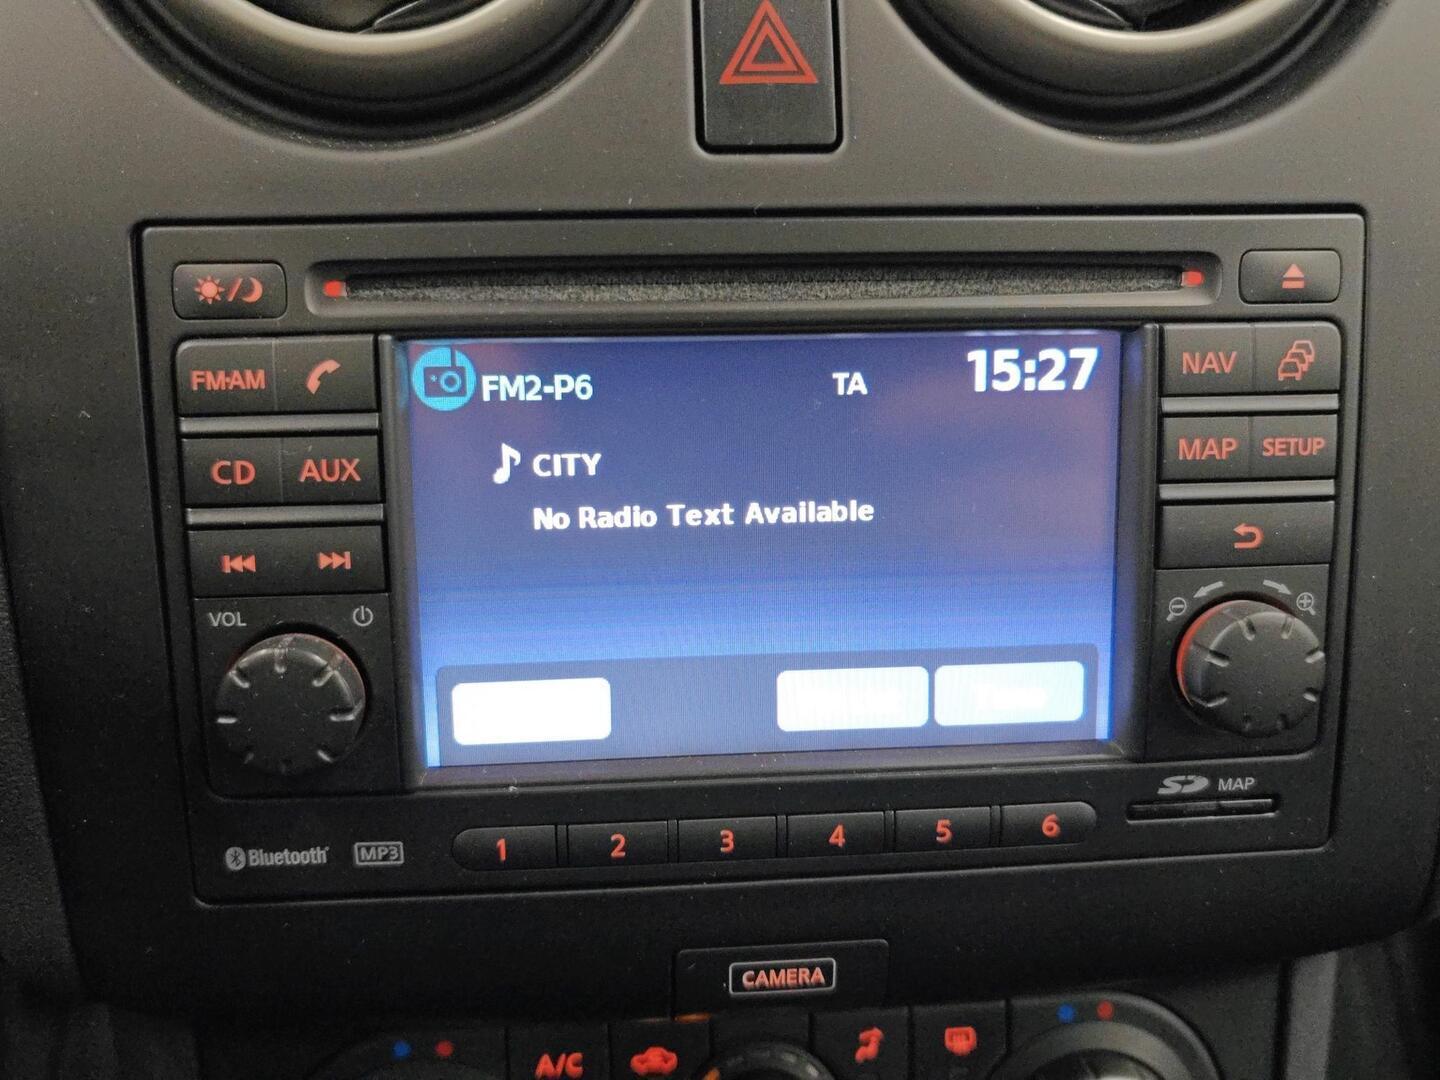 FM·AM
CD
AUX
VOL
FM2-P6
TA
15:27
CITY
No Radio Text Available
NAV
MAP
SETUP
SD MAP
Bluetooth®
MP3
1 2 3 4 5 6
CAMERA
A/C